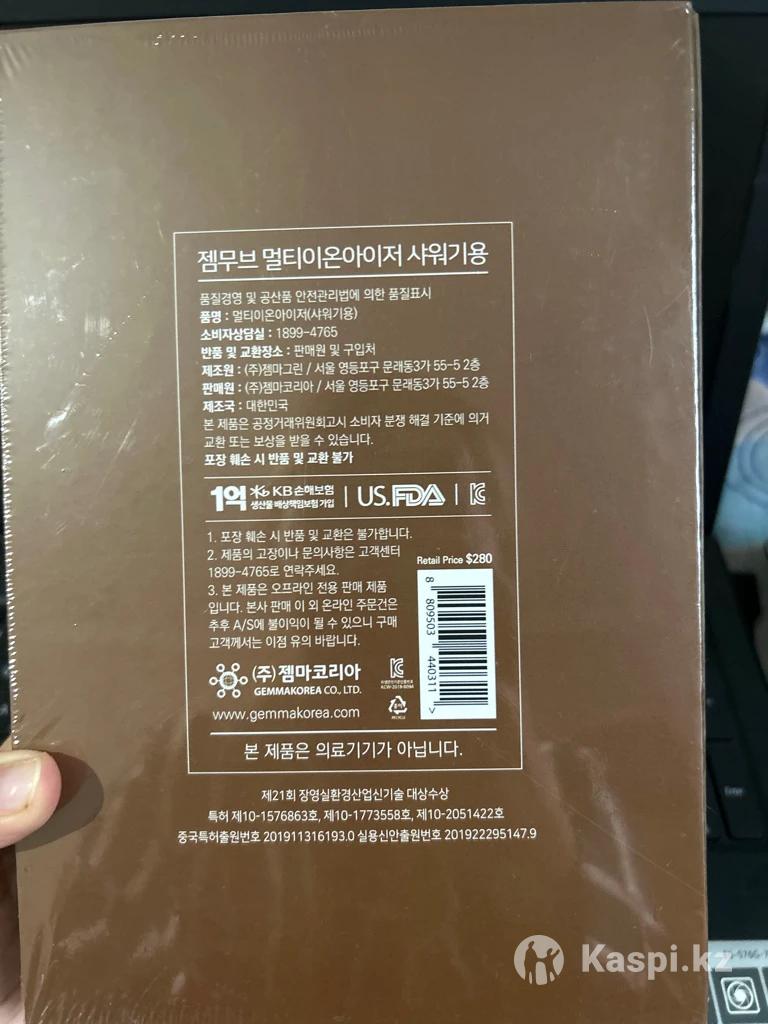 젬무브 멀티이온아이저 샤워기용
품질경영 및 공산품 안전관리법에 의한 품질표시
품명 : 멀티이온아이저(샤워기용)
소비자상담실 : 1899-4765
반품 및 교환장소 : 판매원 및 구입처
제조원 : (주)젬마그린 / 서울 영등포구 문래동3가 55-5 2층
판매원 : (주)젬마코리아 / 서울 영등포구 문래동3가 55-5 2층
제조국 : 대한민국
본 제품은 공정거래위원회고시 소비자 분쟁 해결 기준에 의거
교환 또는 보상을 받을 수 있습니다.
포장 훼손 시 반품 및 교환 불가
1억 KB손해보험
생산물 배상책임보험 가입
US.FDA
1. 포장 훼손 시 반품 및 교환은 불가합니다.
2. 제품의 고장이나 문의사항은 고객센터
1899-4765로 연락주세요.
3. 본 제품은 오프라인 전용 판매 제품
입니다. 본사 판매 이 외 온라인 주문건은
추후 A/S에 불이익이 될 수 있으니 구매
고객께서는 이점 유의 바랍니다.
Retail Price $280
8 809503 440311 >
(주)젬마코리아
GEMMAKOREA CO., LTD.
www.gemmakorea.com
본 제품은 의료기기가 아닙니다.
제21회 장영실환경산업신기술 대상수상
특허 제10-1576863호, 제10-1773558호, 제10-2051422호
중국특허출원번호 201911316193.0 실용신안출원번호 201922295147.9
Enter
Kaspi.kz